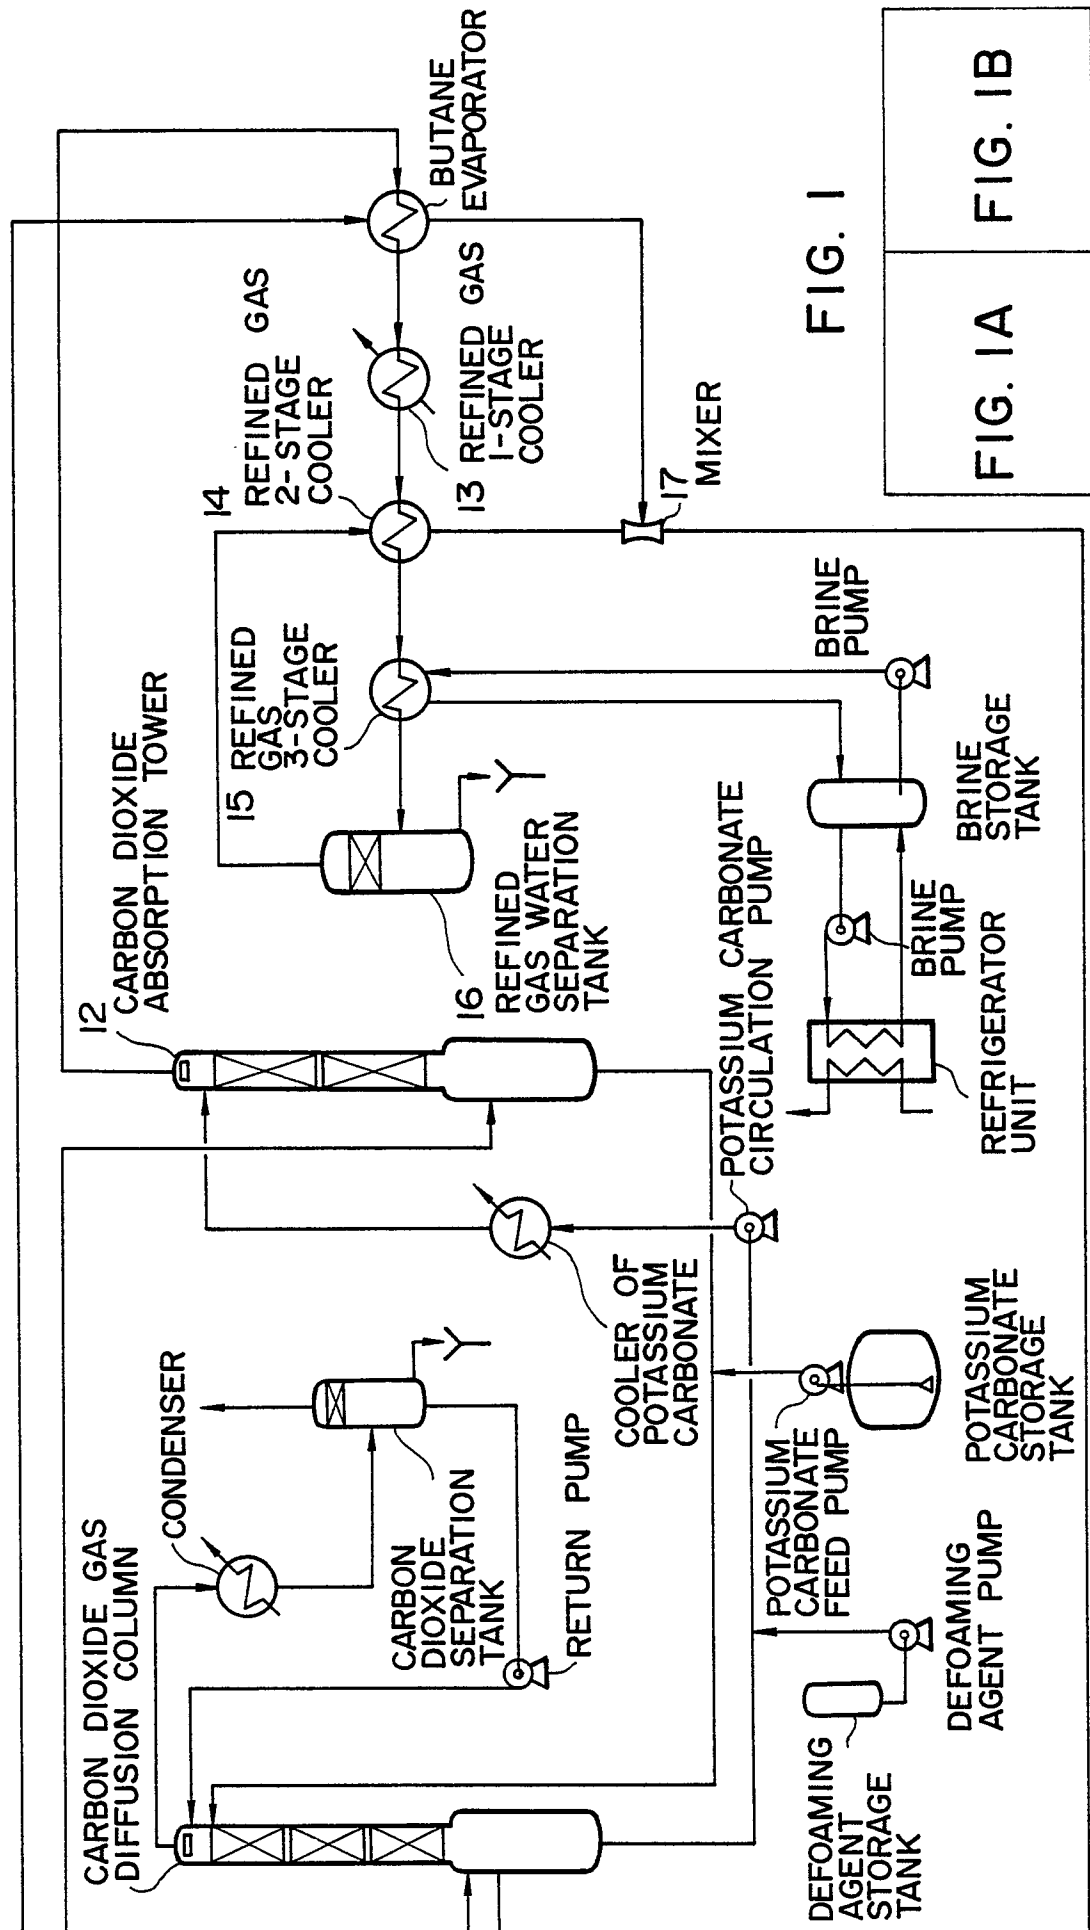 CARBON DIOXIDE GAS
DIFFUSION COLUMN
CONDENSER
CARBON
DIOXIDE
SEPARATION
TANK
RETURN PUMP
12
CARBON DIOXIDE
ABSORPTION TOWER
COOLER OF
POTASSIUM
CARBONATE
16
REFINED
GAS WATER
SEPARATION
TANK
15 REFINED
GAS
3-STAGE
COOLER
14
REFINED GAS
2-STAGE
COOLER
13 REFINED GAS
1-STAGE
COOLER
BUTANE
EVAPORATOR
17
MIXER
DEFOAMING
AGENT
STORAGE
TANK
DEFOAMING
AGENT PUMP
POTASSIUM
CARBONATE
FEED PUMP
POTASSIUM
CARBONATE
STORAGE
TANK
POTASSIUM CARBONATE
CIRCULATION PUMP
REFRIGERATOR
UNIT
BRINE
PUMP
BRINE
STORAGE
TANK
BRINE
PUMP
FIG. 1
FIG. 1A
FIG. 1B